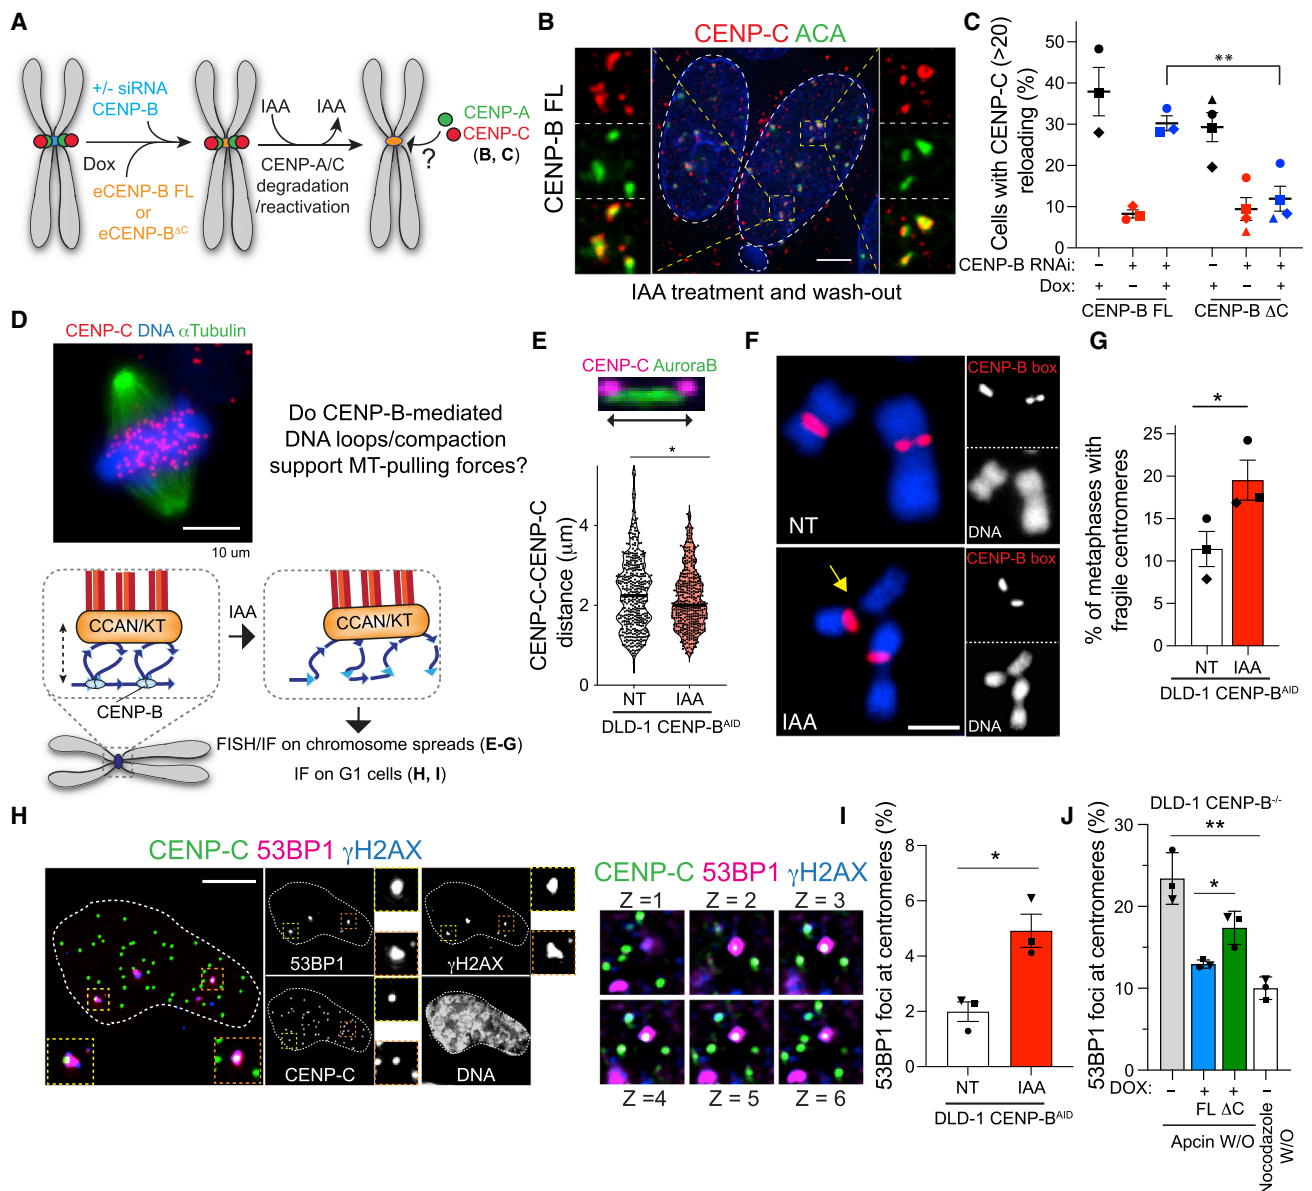 A
+/- siRNA
CENP-B
Dox
eCENP-B FL
or
eCENP-BΔC
IAA
IAA
CENP-A/C
degradation
/reactivation
?
CENP-A
CENP-C
(B, C)
B
CENP-C ACA
CENP-B FL
IAA treatment and wash-out
C
Cells with CENP-C (>20)
reloading (%)
50
40
30
20
10
0
**
CENP-B RNAi: – + + – + +
Dox: + – + + – +
CENP-B FL
CENP-B ΔC
D
CENP-C DNA αTubulin
10 um
Do CENP-B-mediated
DNA loops/compaction
support MT-pulling forces?
CCAN/KT
IAA
CCAN/KT
CENP-B
FISH/IF on chromosome spreads (E-G)
IF on G1 cells (H, I)
E
CENP-C AuroraB
*
CENP-C-CENP-C
distance (μm)
4
2
0
NT IAA
DLD-1 CENP-BAID
F
NT
CENP-B box
DNA
IAA
CENP-B box
DNA
G
% of metaphases with
fragile centromeres
25
20
15
10
5
0
*
NT IAA
DLD-1 CENP-BAID
H
CENP-C 53BP1 γH2AX
53BP1
γH2AX
CENP-C
DNA
CENP-C 53BP1 γH2AX
Z =1 Z = 2 Z = 3
Z =4 Z = 5 Z = 6
I
53BP1 foci at centromeres (%)
8
6
4
2
0
*
NT IAA
DLD-1 CENP-BAID
J
DLD-1 CENP-B-/-
53BP1 foci at centromeres (%)
30
20
10
0
**
*
DOX: – + + –
FL ΔC
Apcin W/O
Nocodazole
W/O